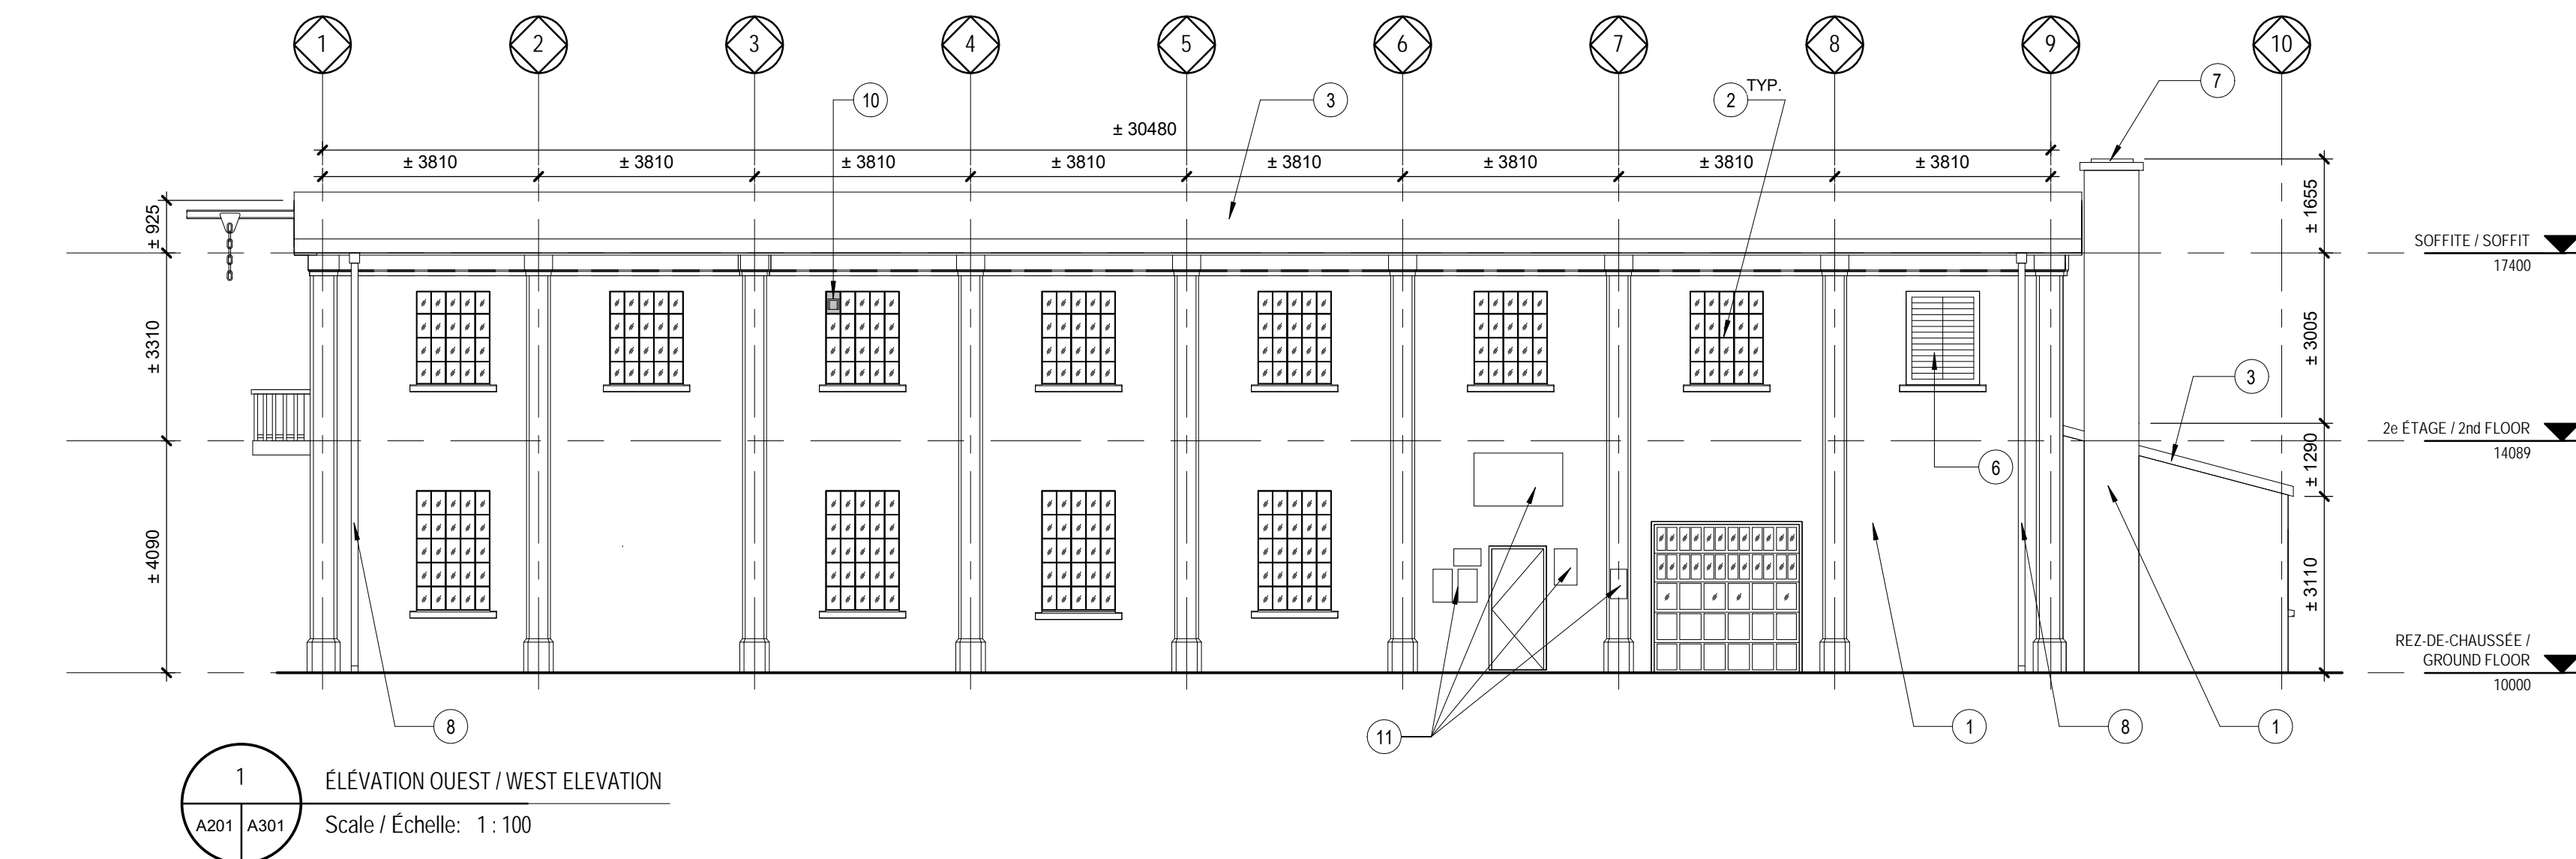 1 2 3 4 5 6 7 8 9 10
7
10 3 2 TYP.
± 30480
± 3810 ± 3810 ± 3810 ± 3810 ± 3810 ± 3810 ± 3810 ± 3810
± 925
± 1655
SOFFITE / SOFFIT
17400
± 3310
± 3005
3
2e ÉTAGE / 2nd FLOOR
14089
6
± 1290
± 4090
± 3110
REZ-DE-CHAUSSÉE /
GROUND FLOOR
10000
8 11 1 8 1
1
ÉLÉVATION OUEST / WEST ELEVATION
A201 A301
Scale / Échelle: 1 : 100